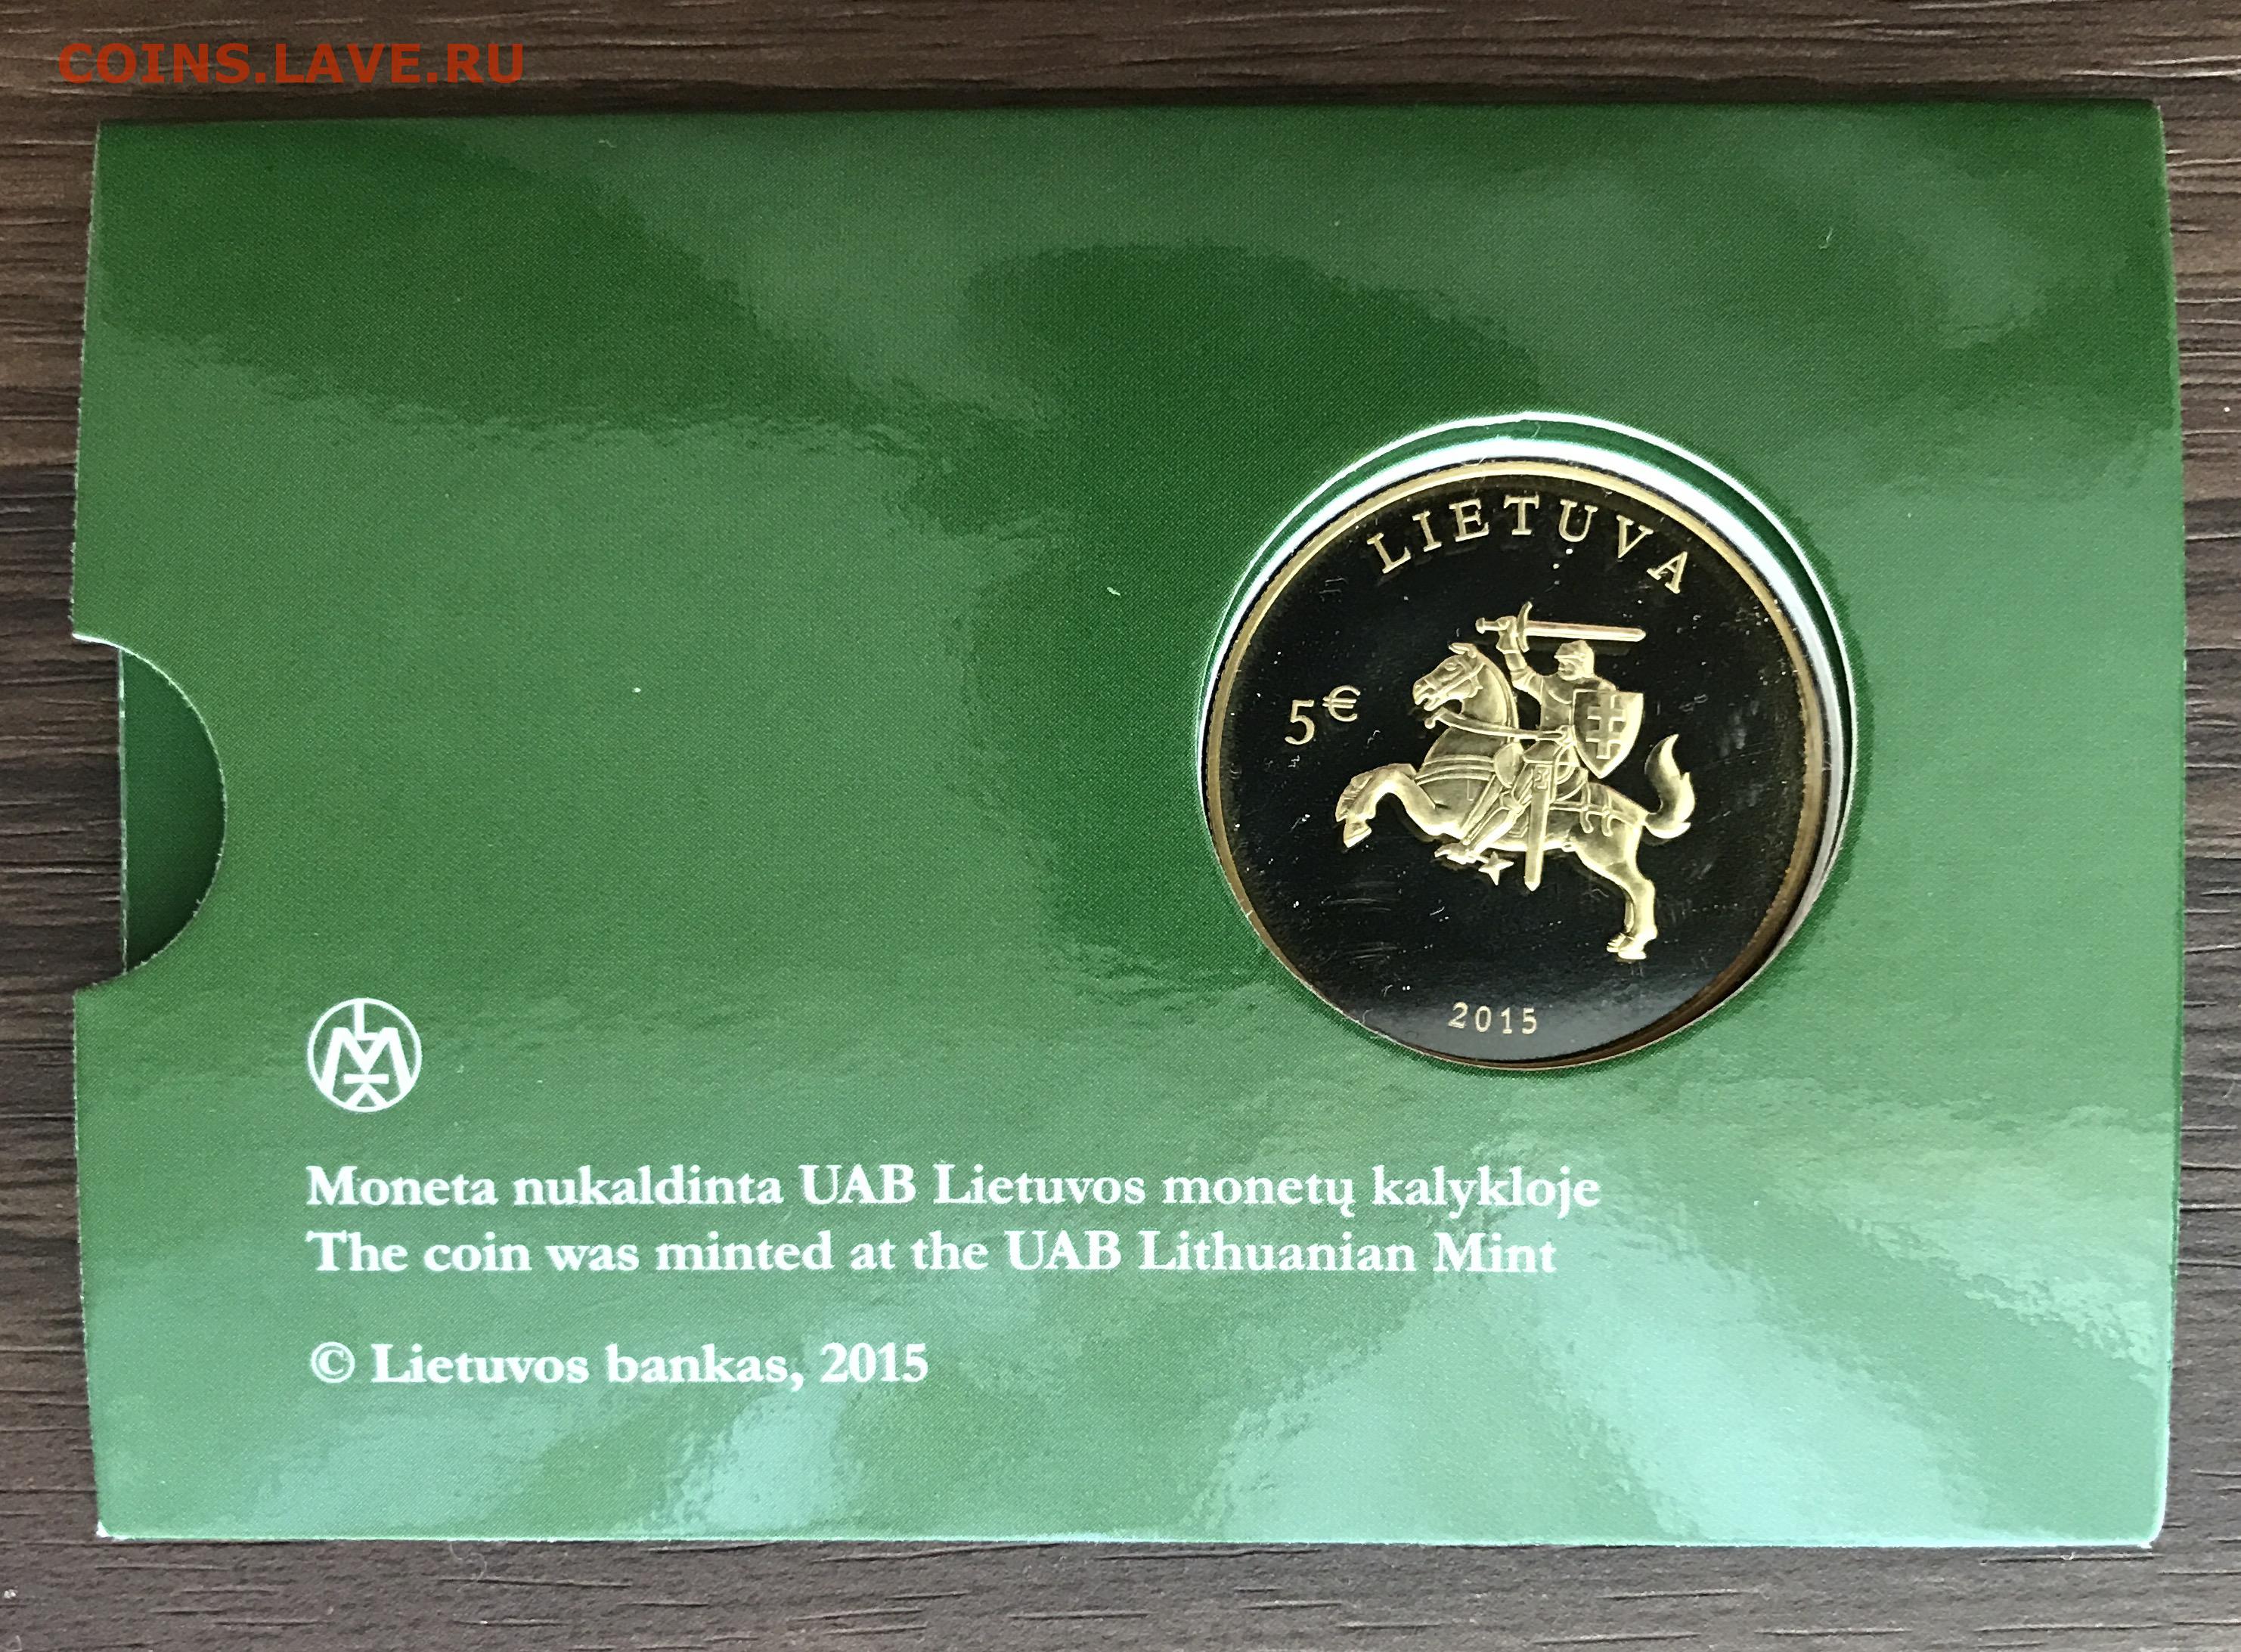 COINS.LAVE.RU
LIETUVA
5€
2015
Moneta nukaldinta UAB Lietuvos monetų kalykloje
The coin was minted at the UAB Lithuanian Mint
© Lietuvos bankas, 2015